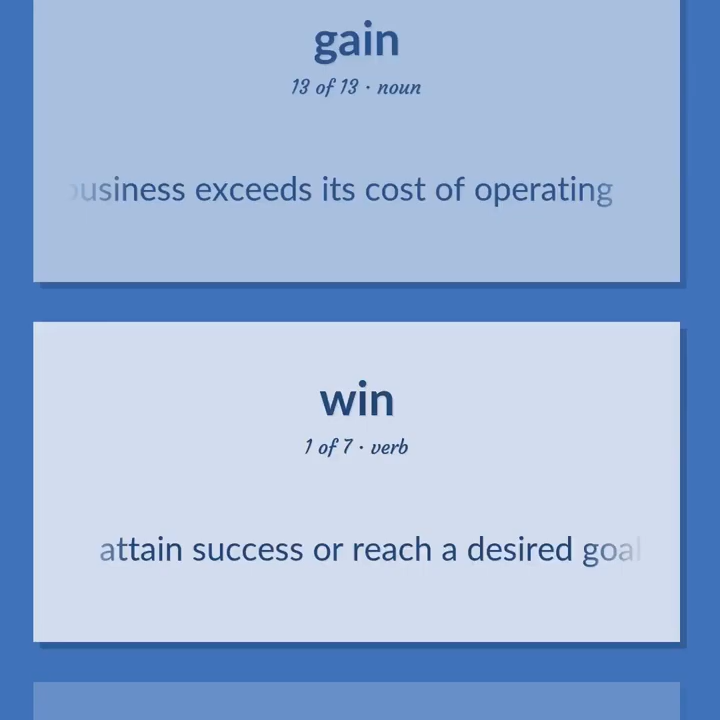 gain
13 of 13 · noun
business exceeds its cost of operating
win
1 of 7 · verb
attain success or reach a desired goal